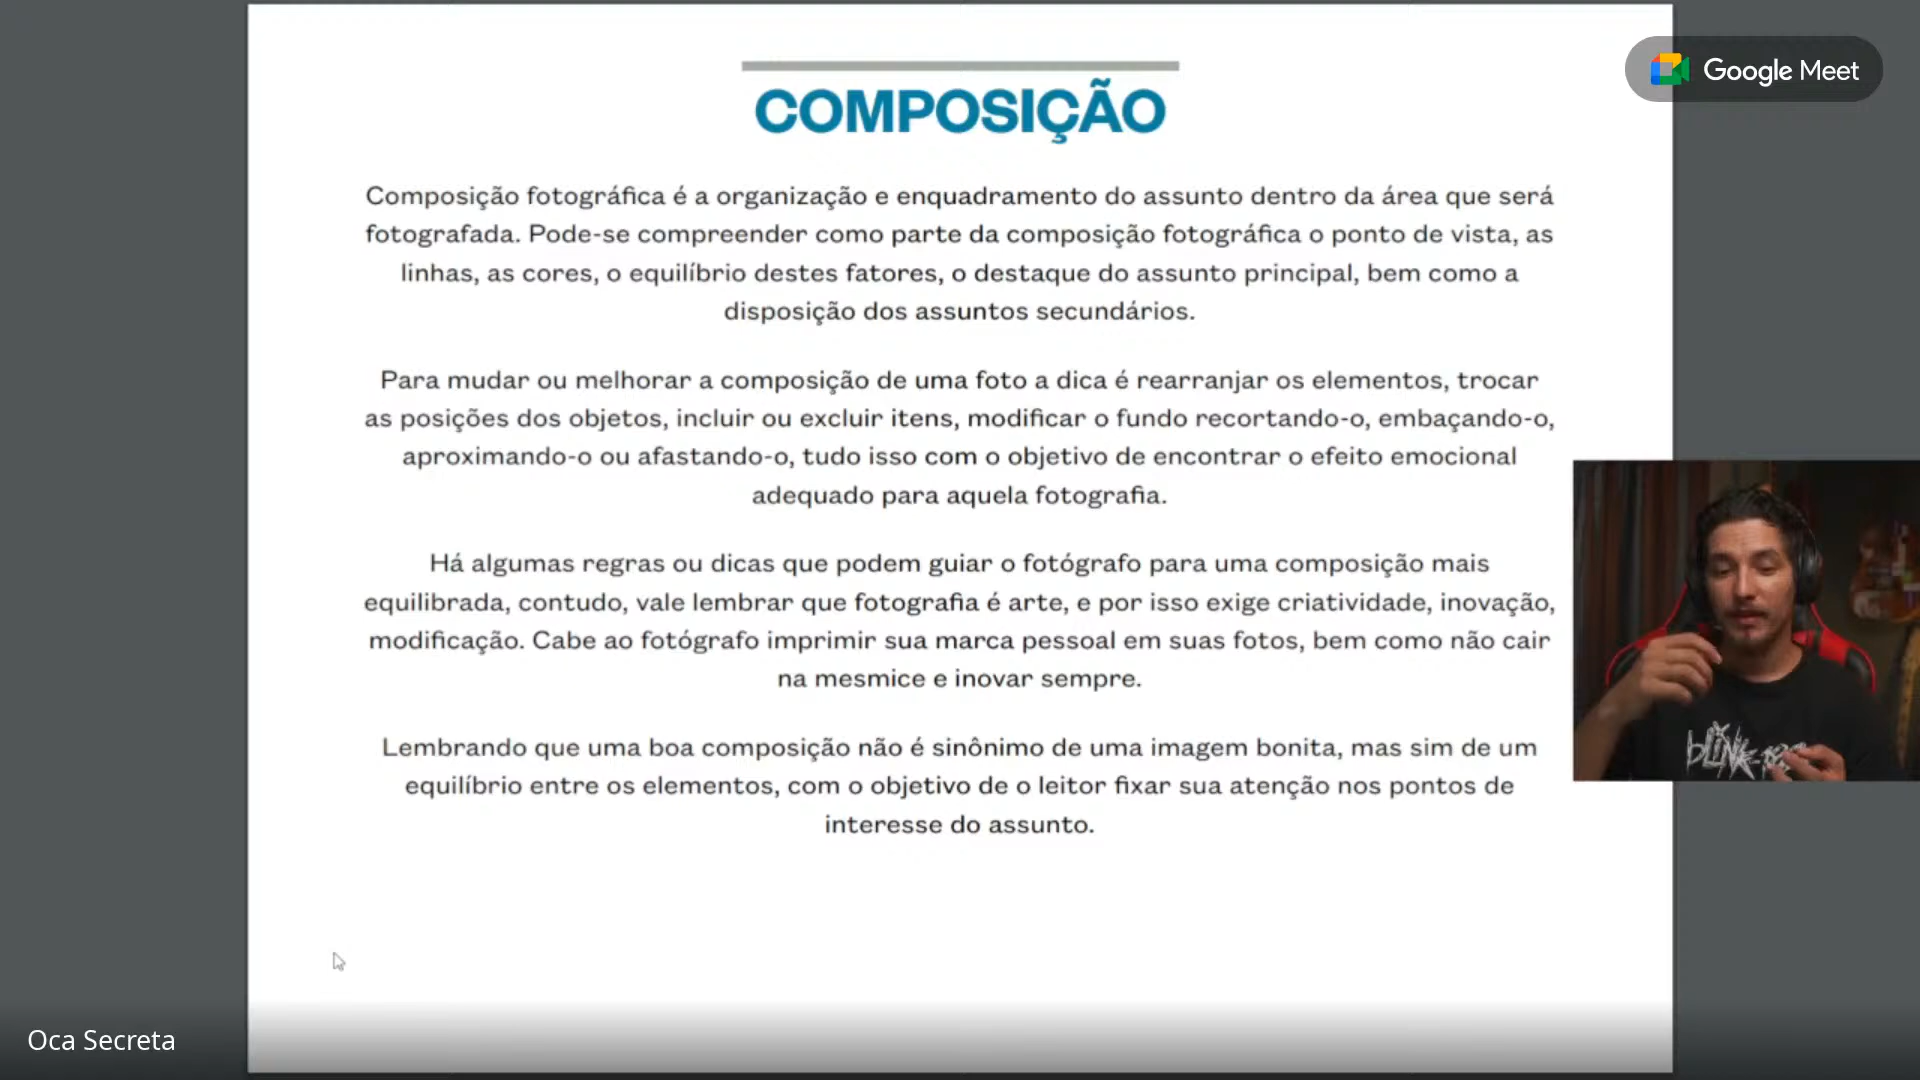 Google Meet
COMPOSIÇÃO
Composição fotográfica é a organização e enquadramento do assunto dentro da área que será
fotografada. Pode-se compreender como parte da composição fotográfica o ponto de vista, as
linhas, as cores, o equilíbrio destes fatores, o destaque do assunto principal, bem como a
disposição dos assuntos secundários.
Para mudar ou melhorar a composição de uma foto a dica é rearranjar os elementos, trocar
as posições dos objetos, incluir ou excluir itens, modificar o fundo recortando-o, embaçando-o,
aproximando-o ou afastando-o, tudo isso com o objetivo de encontrar o efeito emocional
adequado para aquela fotografia.
Há algumas regras ou dicas que podem guiar o fotógrafo para uma composição mais
equilibrada, contudo, vale lembrar que fotografia é arte, e por isso exige criatividade, inovação,
modificação. Cabe ao fotógrafo imprimir sua marca pessoal em suas fotos, bem como não cair
na mesmice e inovar sempre.
Lembrando que uma boa composição não é sinônimo de uma imagem bonita, mas sim de um
equilíbrio entre os elementos, com o objetivo de o leitor fixar sua atenção nos pontos de
interesse do assunto.
blink-182
Oca Secreta